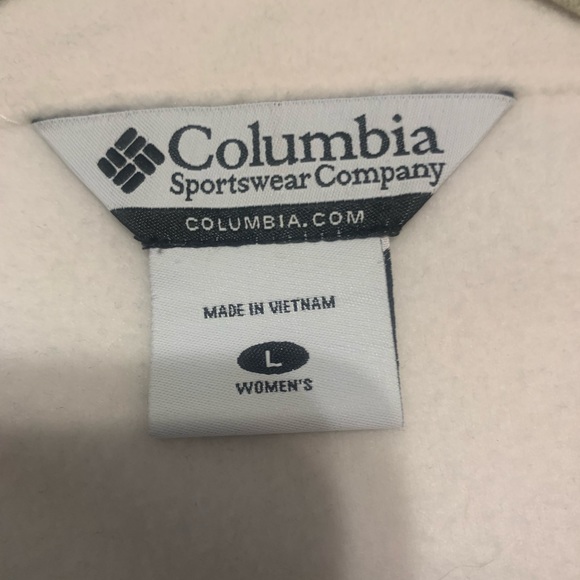 Columbia
Sportswear Company
COLUMBIA.COM
MADE IN VIETNAM
L
WOMEN'S